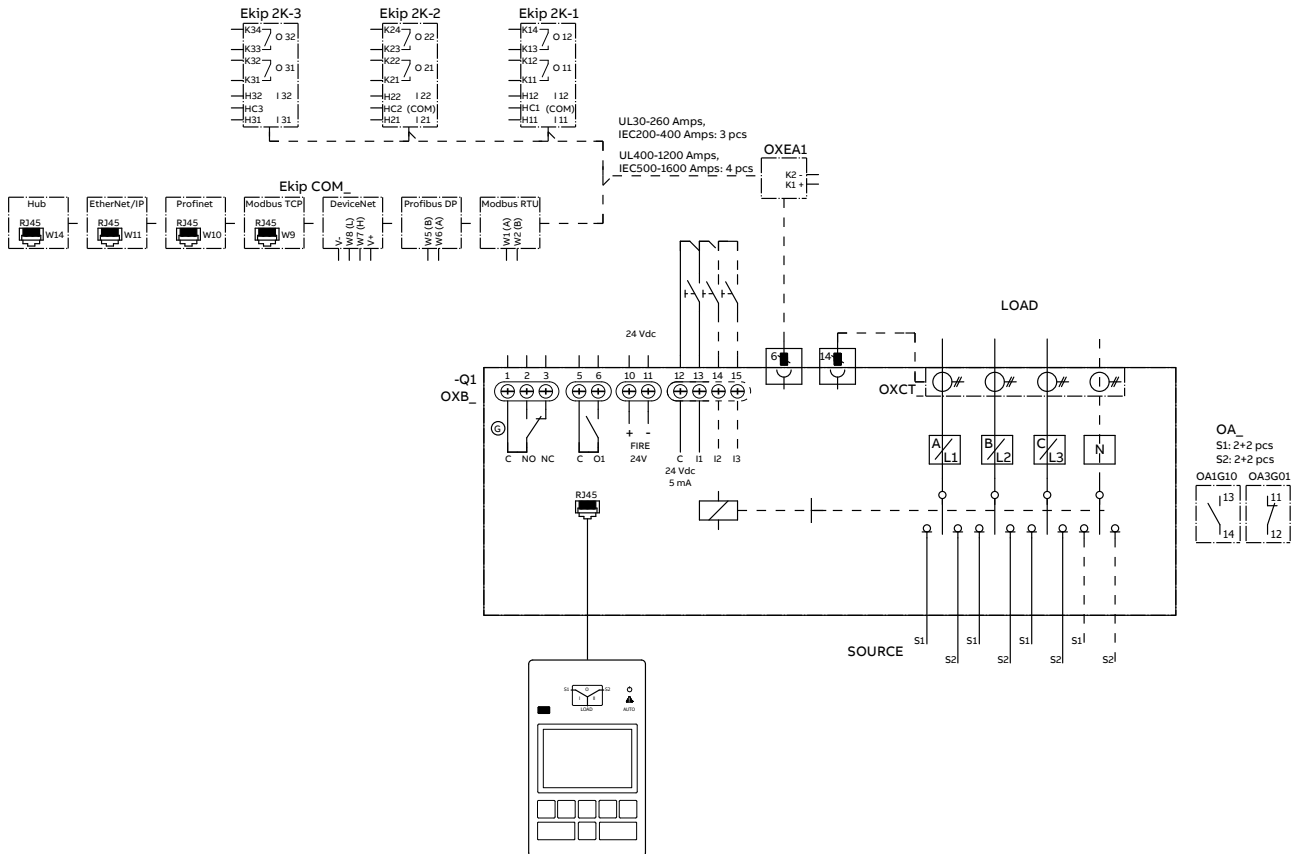 Ekip 2K-3 Ekip 2K-2 Ekip 2K-1
K34 O 32 K24 O 22 K14 O 12
K33 K23 K13
K32 O 31 K22 O 21 K12 O 11
K31 K21 K11
H32 I 32 H22 I 22 H12 I 12
HC3 HC2 (COM) HC1 (COM)
H31 I 31 H21 I 21 H11 I 11
UL30-260 Amps,
IEC200-400 Amps: 3 pcs
UL400-1200 Amps,
IEC500-1600 Amps: 4 pcs
OXEA1
K2 -
K1 +
Ekip COM_
Hub EtherNet/IP Profinet Modbus TCP DeviceNet Profibus DP Modbus RTU
RJ45 RJ45 RJ45 RJ45
W14 W11 W10 W9
V- W8 (L) W7 (H) V+ W5 (B) W6 (A) W1 (A) W2 (B)
LOAD
24 Vdc
6 14
-Q1
OXB_
1 2 3 5 6 10 11 12 13 14 15
OXCT
G
+ -
FIRE
24V
C NO NC C O1 C I1 I2 I3
24 Vdc
5 mA
A L1 B L2 C L3 N
OA_
S1: 2+2 pcs
S2: 2+2 pcs
OA1G10 OA3G01
13 11
14 12
RJ45
SOURCE
S1 S1 S1 S1
S2 S2 S2 S2
S1 O S2
I II
LOAD
AUTO